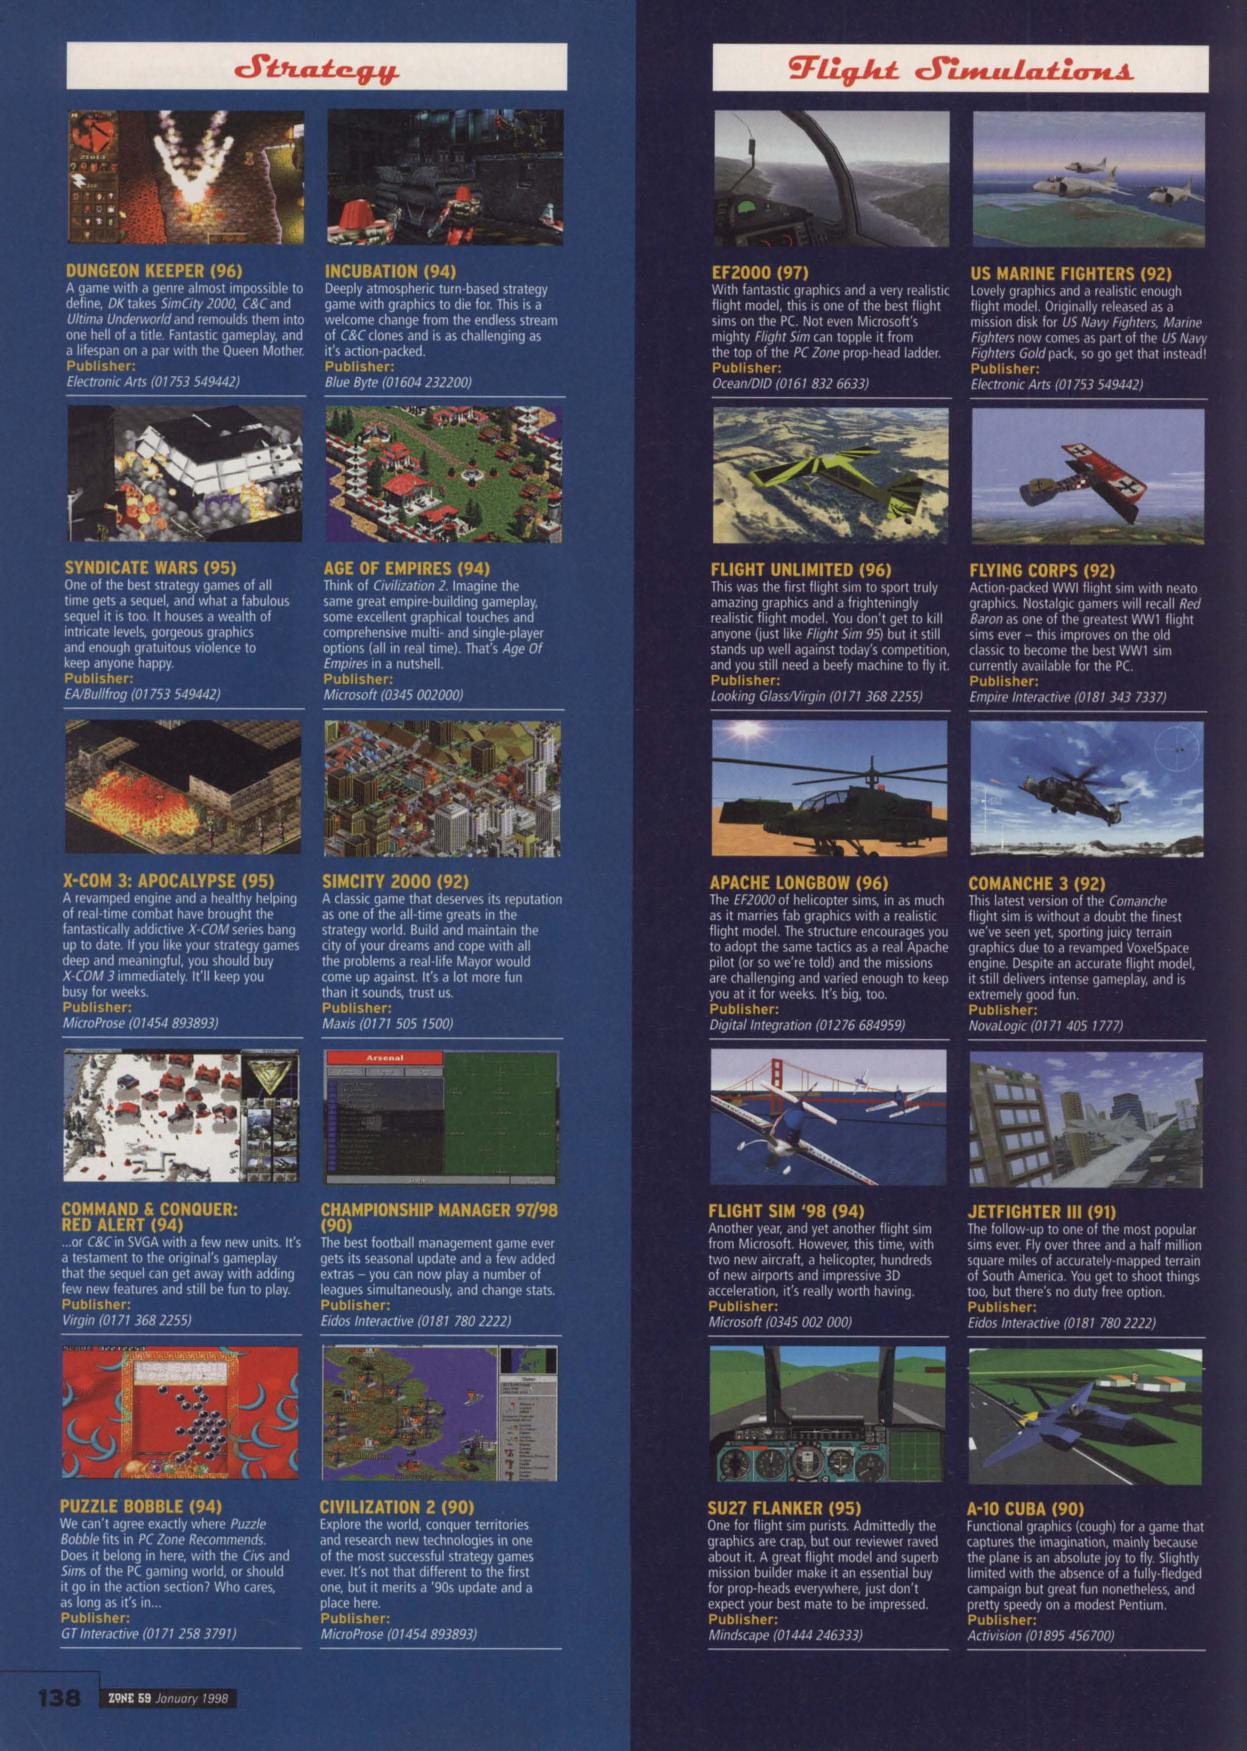 Strategy
DUNGEON KEEPER (96)
A game with a genre almost impossible to
define, DK takes SimCity 2000, C&C and
Ultima Underworld and remoulds them into
one hell of a title. Fantastic gameplay, and
a lifespan on a par with the Queen Mother.
Publisher:
Electronic Arts (01753 549442)
INCUBATION (94)
Deeply atmospheric turn-based strategy
game with graphics to die for. This is a
welcome change from the endless stream
of C&C clones and is as challenging as
it's action-packed.
Publisher:
Blue Byte (01604 232200)
SYNDICATE WARS (95)
One of the best strategy games of all
time gets a sequel, and what a fabulous
sequel it is too. It houses a wealth of
intricate levels, gorgeous graphics
and enough gratuitous violence to
keep anyone happy.
Publisher:
EA/Bullfrog (01753 549442)
AGE OF EMPIRES (94)
Think of Civilization 2. Imagine the
same great empire-building gameplay,
some excellent graphical touches and
comprehensive multi- and single-player
options (all in real time). That's Age Of
Empires in a nutshell.
Publisher:
Microsoft (0345 002000)
X-COM 3: APOCALYPSE (95)
A revamped engine and a healthy helping
of real-time combat have brought the
fantastically addictive X-COM series bang
up to date. If you like your strategy games
deep and meaningful, you should buy
X-COM 3 immediately. It'll keep you
busy for weeks.
Publisher:
MicroProse (01454 893893)
SIMCITY 2000 (92)
A classic game that deserves its reputation
as one of the all-time greats in the
strategy world. Build and maintain the
city of your dreams and cope with all
the problems a real-life Mayor would
come up against. It's a lot more fun
than it sounds, trust us.
Publisher:
Maxis (0171 505 1500)
COMMAND & CONQUER:
RED ALERT (94)
...or C&C in SVGA with a few new units. It's
a testament to the original's gameplay
that the sequel can get away with adding
few new features and still be fun to play.
Publisher:
Virgin (0171 368 2255)
Arsenal
CHAMPIONSHIP MANAGER 97/98
(90)
The best football management game ever
gets its seasonal update and a few added
extras – you can now play a number of
leagues simultaneously, and change stats.
Publisher:
Eidos Interactive (0181 780 2222)
PUZZLE BOBBLE (94)
We can't agree exactly where Puzzle
Bobble fits in PC Zone Recommends.
Does it belong in here, with the Civs and
Sims of the PC gaming world, or should
it go in the action section? Who cares,
as long as it's in...
Publisher:
GT Interactive (0171 258 3791)
CIVILIZATION 2 (90)
Explore the world, conquer territories
and research new technologies in one
of the most successful strategy games
ever. It's not that different to the first
one, but it merits a '90s update and a
place here.
Publisher:
MicroProse (01454 893893)
Flight Simulations
EF2000 (97)
With fantastic graphics and a very realistic
flight model, this is one of the best flight
sims on the PC. Not even Microsoft's
mighty Flight Sim can topple it from
the top of the PC Zone prop-head ladder.
Publisher:
Ocean/DID (0161 832 6633)
US MARINE FIGHTERS (92)
Lovely graphics and a realistic enough
flight model. Originally released as a
mission disk for US Navy Fighters, Marine
Fighters now comes as part of the US Navy
Fighters Gold pack, so go get that instead!
Publisher:
Electronic Arts (01753 549442)
FLIGHT UNLIMITED (96)
This was the first flight sim to sport truly
amazing graphics and a frighteningly
realistic flight model. You don't get to kill
anyone (just like Flight Sim 95) but it still
stands up well against today's competition,
and you still need a beefy machine to fly it.
Publisher:
Looking Glass/Virgin (0171 368 2255)
FLYING CORPS (92)
Action-packed WWI flight sim with neato
graphics. Nostalgic gamers will recall Red
Baron as one of the greatest WW1 flight
sims ever – this improves on the old
classic to become the best WW1 sim
currently available for the PC.
Publisher:
Empire Interactive (0181 343 7337)
APACHE LONGBOW (96)
The EF2000 of helicopter sims, in as much
as it marries fab graphics with a realistic
flight model. The structure encourages you
to adopt the same tactics as a real Apache
pilot (or so we're told) and the missions
are challenging and varied enough to keep
you at it for weeks. It's big, too.
Publisher:
Digital Integration (01276 684959)
COMANCHE 3 (92)
This latest version of the Comanche
flight sim is without a doubt the finest
we've seen yet, sporting juicy terrain
graphics due to a revamped VoxelSpace
engine. Despite an accurate flight model,
it still delivers intense gameplay, and is
extremely good fun.
Publisher:
NovaLogic (0171 405 1777)
FLIGHT SIM '98 (94)
Another year, and yet another flight sim
from Microsoft. However, this time, with
two new aircraft, a helicopter, hundreds
of new airports and impressive 3D
acceleration, it's really worth having.
Publisher:
Microsoft (0345 002 000)
JETFIGHTER III (91)
The follow-up to one of the most popular
sims ever. Fly over three and a half million
square miles of accurately-mapped terrain
of South America. You get to shoot things
too, but there's no duty free option.
Publisher:
Eidos Interactive (0181 780 2222)
SU27 FLANKER (95)
One for flight sim purists. Admittedly the
graphics are crap, but our reviewer raved
about it. A great flight model and superb
mission builder make it an essential buy
for prop-heads everywhere, just don't
expect your best mate to be impressed.
Publisher:
Mindscape (01444 246333)
A-10 CUBA (90)
Functional graphics (cough) for a game that
captures the imagination, mainly because
the plane is an absolute joy to fly. Slightly
limited with the absence of a fully-fledged
campaign but great fun nonetheless, and
pretty speedy on a modest Pentium.
Publisher:
Activision (01895 456700)
138
ZONE 59 January 1998